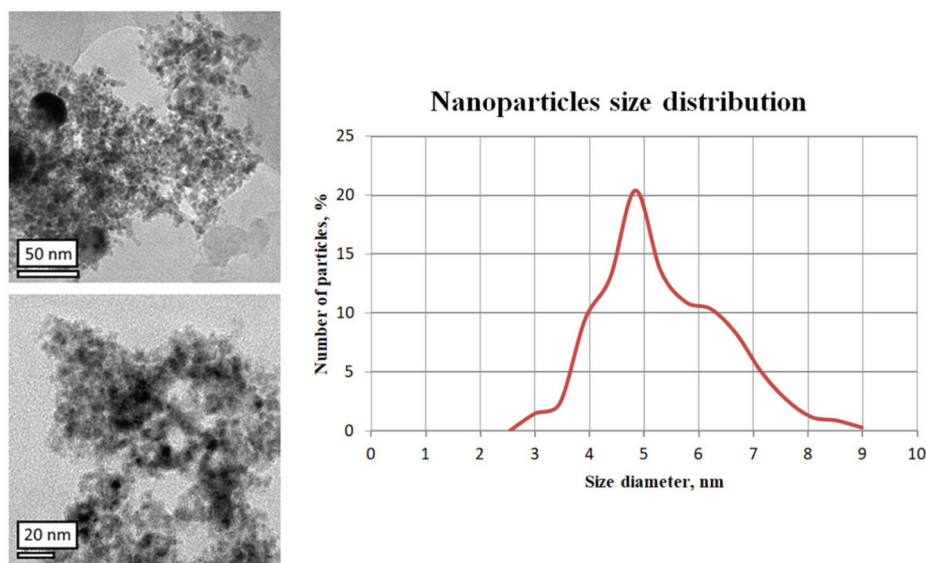 50 nm
20 nm
Nanoparticles size distribution
Number of particles, %
25
20
15
10
5
0
0 1 2 3 4 5 6 7 8 9 10
Size diameter, nm